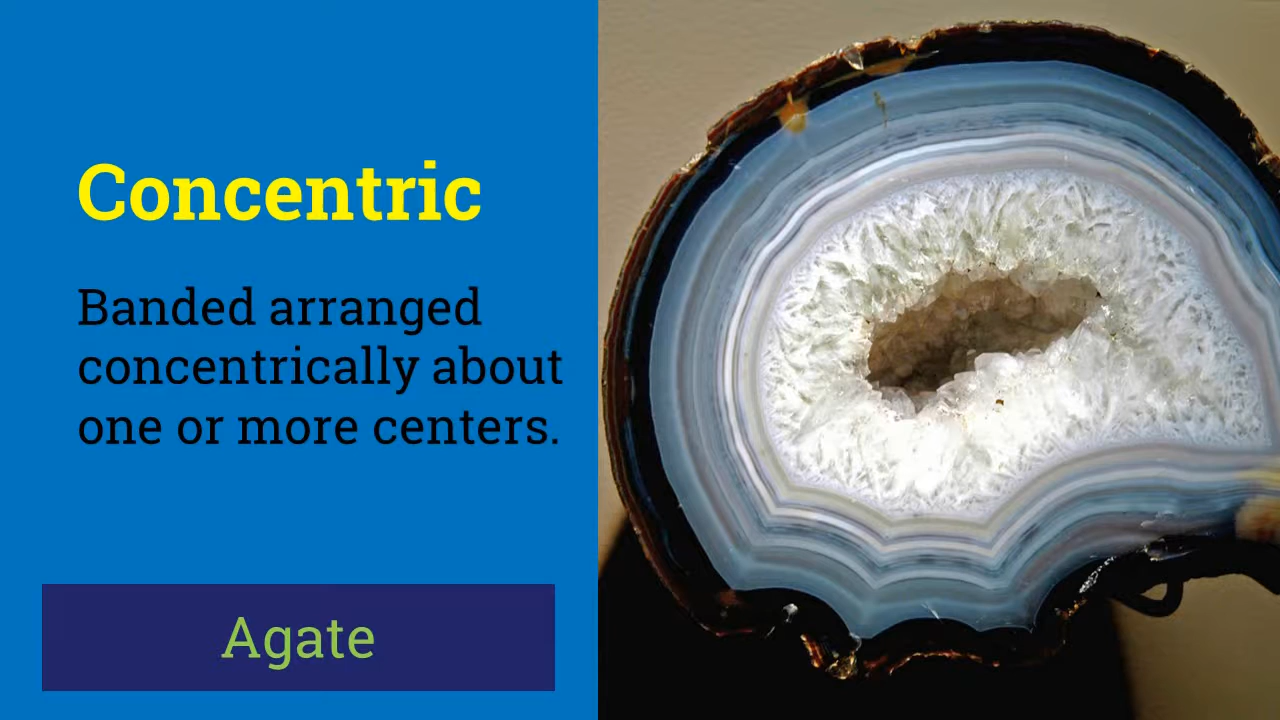 Concentric
Banded arranged
concentrically about
one or more centers.
Agate